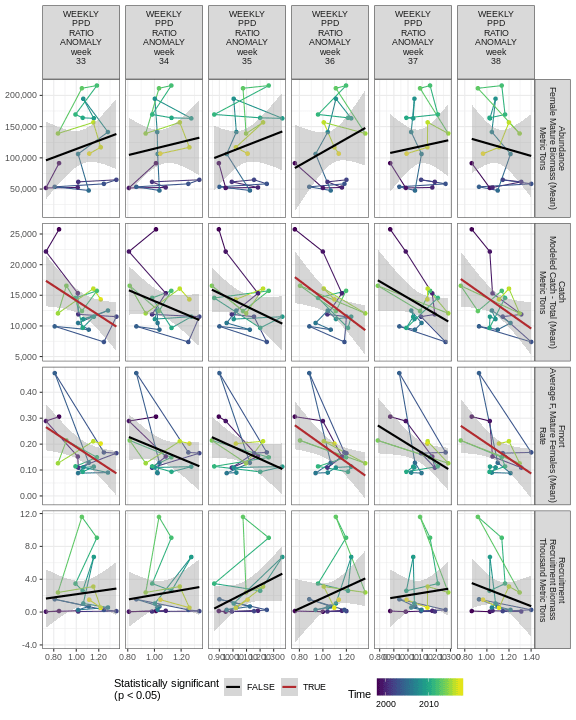 WEEKLY PPD RATIO ANOMALY week 33
WEEKLY PPD RATIO ANOMALY week 34
WEEKLY PPD RATIO ANOMALY week 35
WEEKLY PPD RATIO ANOMALY week 36
WEEKLY PPD RATIO ANOMALY week 37
WEEKLY PPD RATIO ANOMALY week 38
200,000
150,000
100,000
50,000
Abundance
Female Mature Biomass (Mean)
Metric Tons
25,000
20,000
15,000
10,000
5,000
Catch
Modelled Catch - Total (Mean)
Metric Tons
0.40
0.30
0.20
0.10
0.00
Fmort
Average F, Mature Females (Mean)
Rate
12.0
8.0
4.0
0.0
-4.0
Recruitment
Recruitment Biomass
Thousand Metric Tons
0.80 1.00 1.20
0.80 1.00 1.20
0.80 1.00 1.20
0.80 1.00 1.20 1.40
Statistically significant
(p < 0.05)
FALSE
TRUE
Time
2000 2010